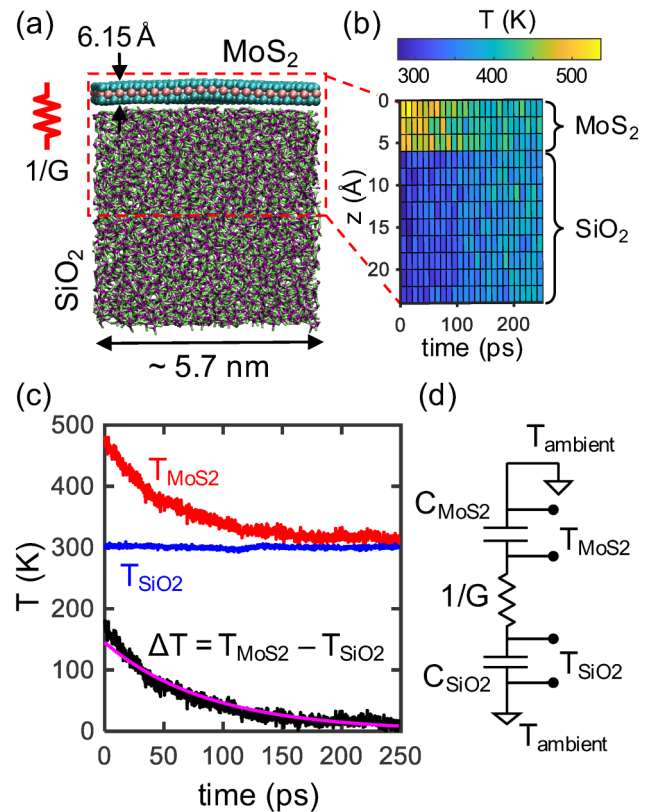 (a)
6.15 Å
MoS2
1/G
SiO2
~ 5.7 nm
(b)
T (K)
300
400
500
0
5
10
15
20
z (Å)
MoS2
SiO2
0
100
200
time (ps)
(c)
500
400
300
200
100
0
T (K)
TMoS2
TSiO2
ΔT = TMoS2 − TSiO2
0
50
100
150
200
250
time (ps)
(d)
Tambient
CMoS2
TMoS2
1/G
TSiO2
CSiO2
Tambient